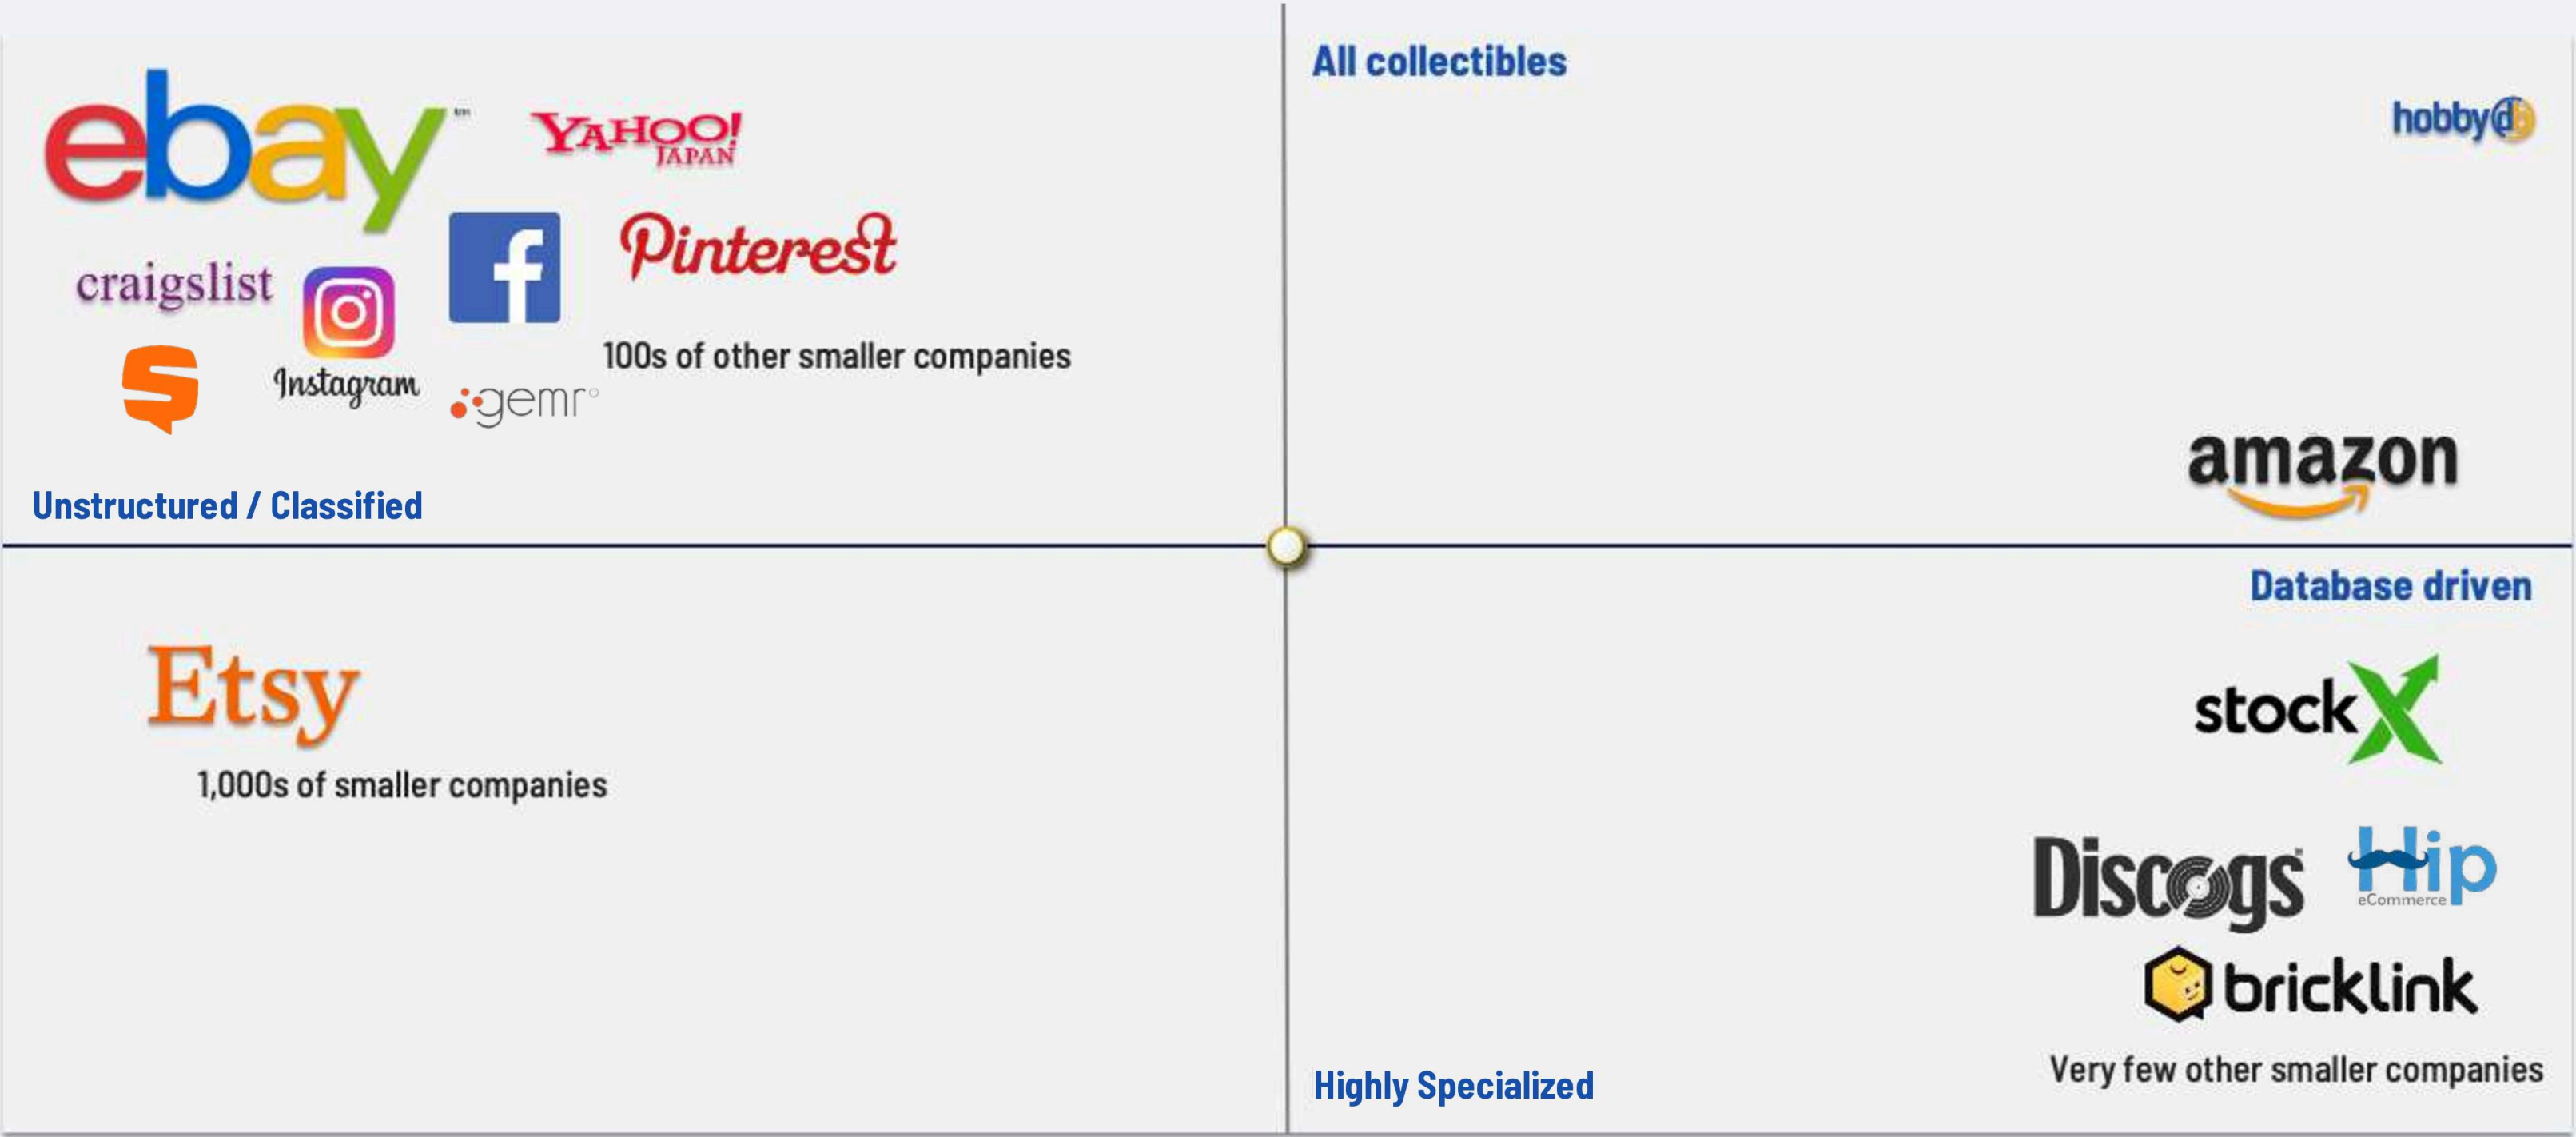 All collectibles
ebay™
YAHOO!
JAPAN
hobbydb
craigslist
Instagram
Pinterest
100s of other smaller companies
gemr
amazon
Unstructured / Classified
Database driven
Etsy
1,000s of smaller companies
stockX
Discogs
Hip
eCommerce
bricklink
Very few other smaller companies
Highly Specialized